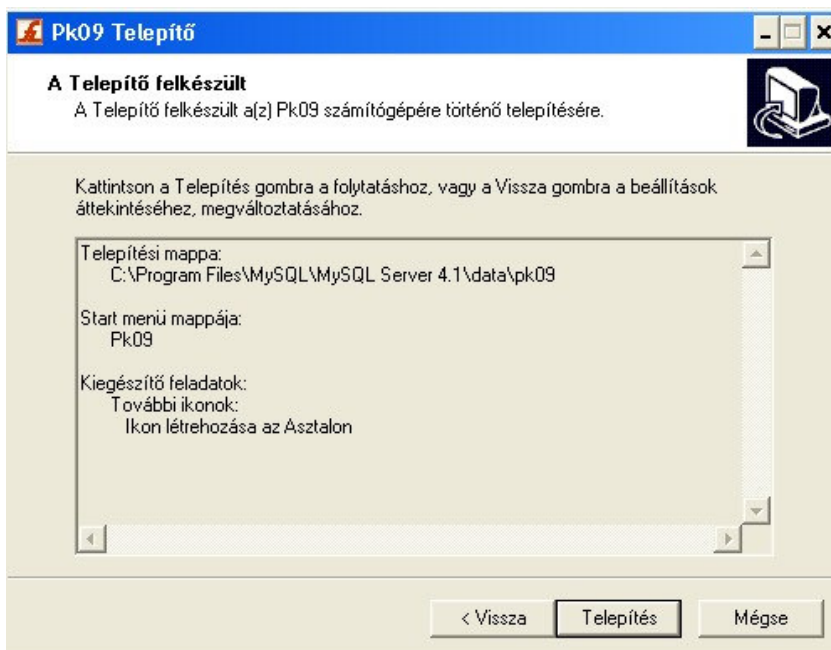 Pk09 Telepítő
A Telepítő felkészült
A Telepítő felkészült a(z) Pk09 számítógépére történő telepítésére.
Kattintson a Telepítés gombra a folytatáshoz, vagy a Vissza gombra a beállítások
áttekintéséhez, megváltoztatásához.
Telepítési mappa:
C:\Program Files\MySQL\MySQL Server 4.1\data\pk09
Start menü mappája:
Pk09
Kiegészítő feladatok:
További ikonok:
Ikon létrehozása az Asztalon
< Vissza
Telepítés
Mégse